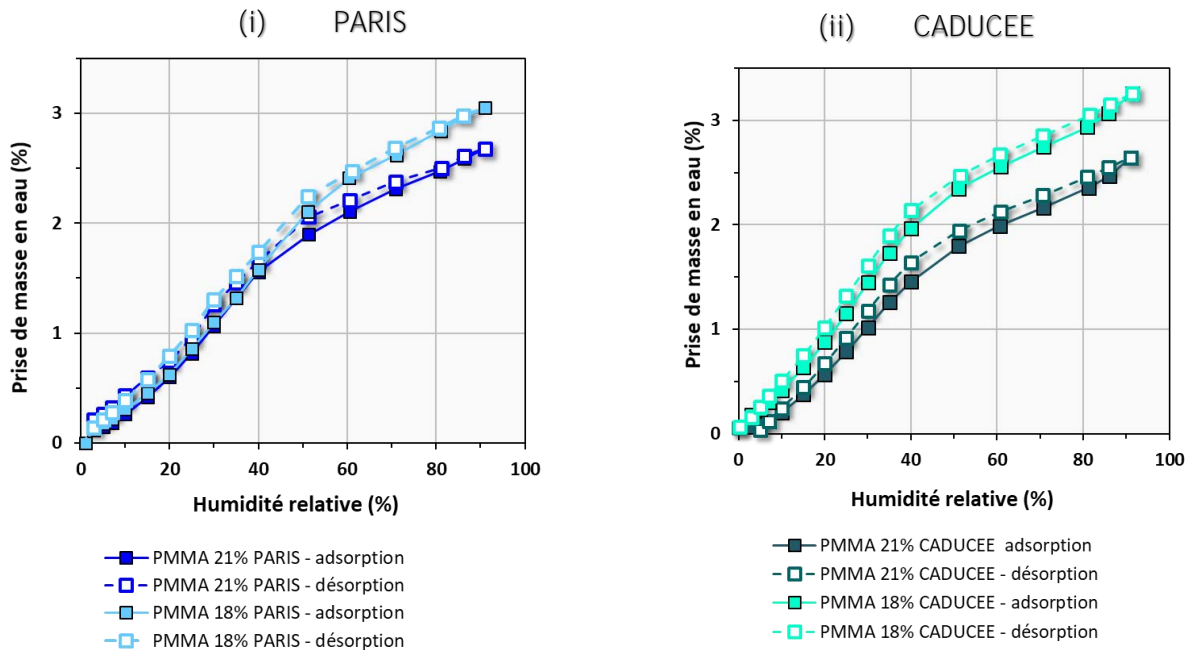 (i) PARIS
Prise de masse en eau (%)
3
2
1
0
0 20 40 60 80 100
Humidité relative (%)
PMMA 21% PARIS - adsorption
PMMA 21% PARIS - désorption
PMMA 18% PARIS - adsorption
PMMA 18% PARIS - désorption
(ii) CADUCEE
Prise de masse en eau (%)
3
2
1
0
0 20 40 60 80 100
Humidité relative (%)
PMMA 21% CADUCEE adsorption
PMMA 21% CADUCEE - désorption
PMMA 18% CADUCEE - adsorption
PMMA 18% CADUCEE - désorption